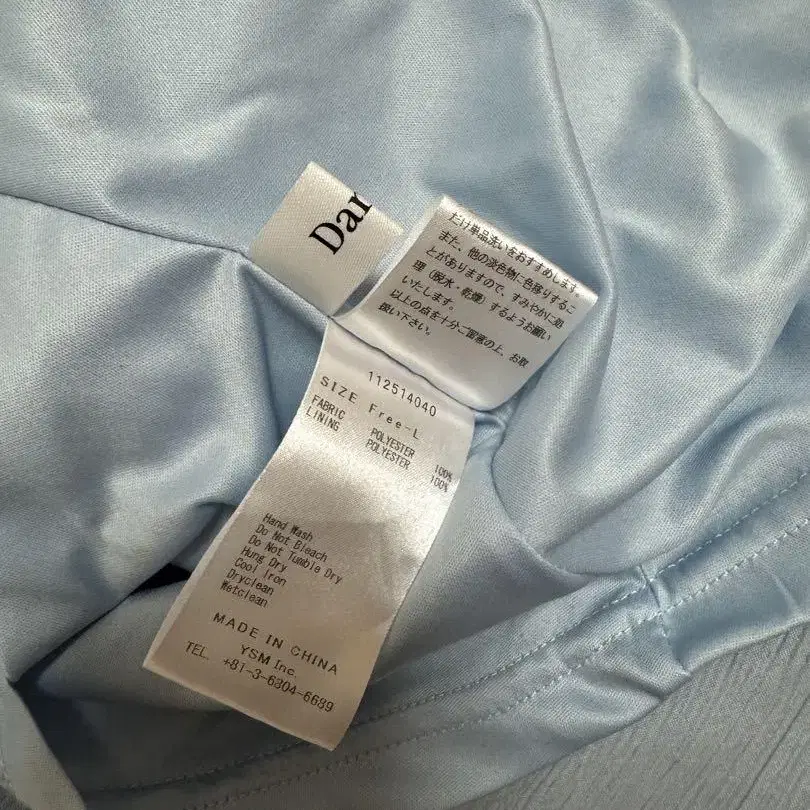 Dar
だけ単品洗いをおすすめします。
また、他の淡色物に色移りするこ
とがありますので、すみやかに処
理（脱水・乾燥）するようお願い
いたします。
以上の点を十分ご留意の上、お取
扱い下さい。
112514040
SIZE Free-L
FABRIC POLYESTER 100%
LINING POLYESTER 100%
Hand Wash
Do Not Bleach
Do Not Tumble Dry
Hung Dry
Cool Iron
Dryclean
Wetclean
MADE IN CHINA
YSM Inc.
TEL. +81-3-6804-6689